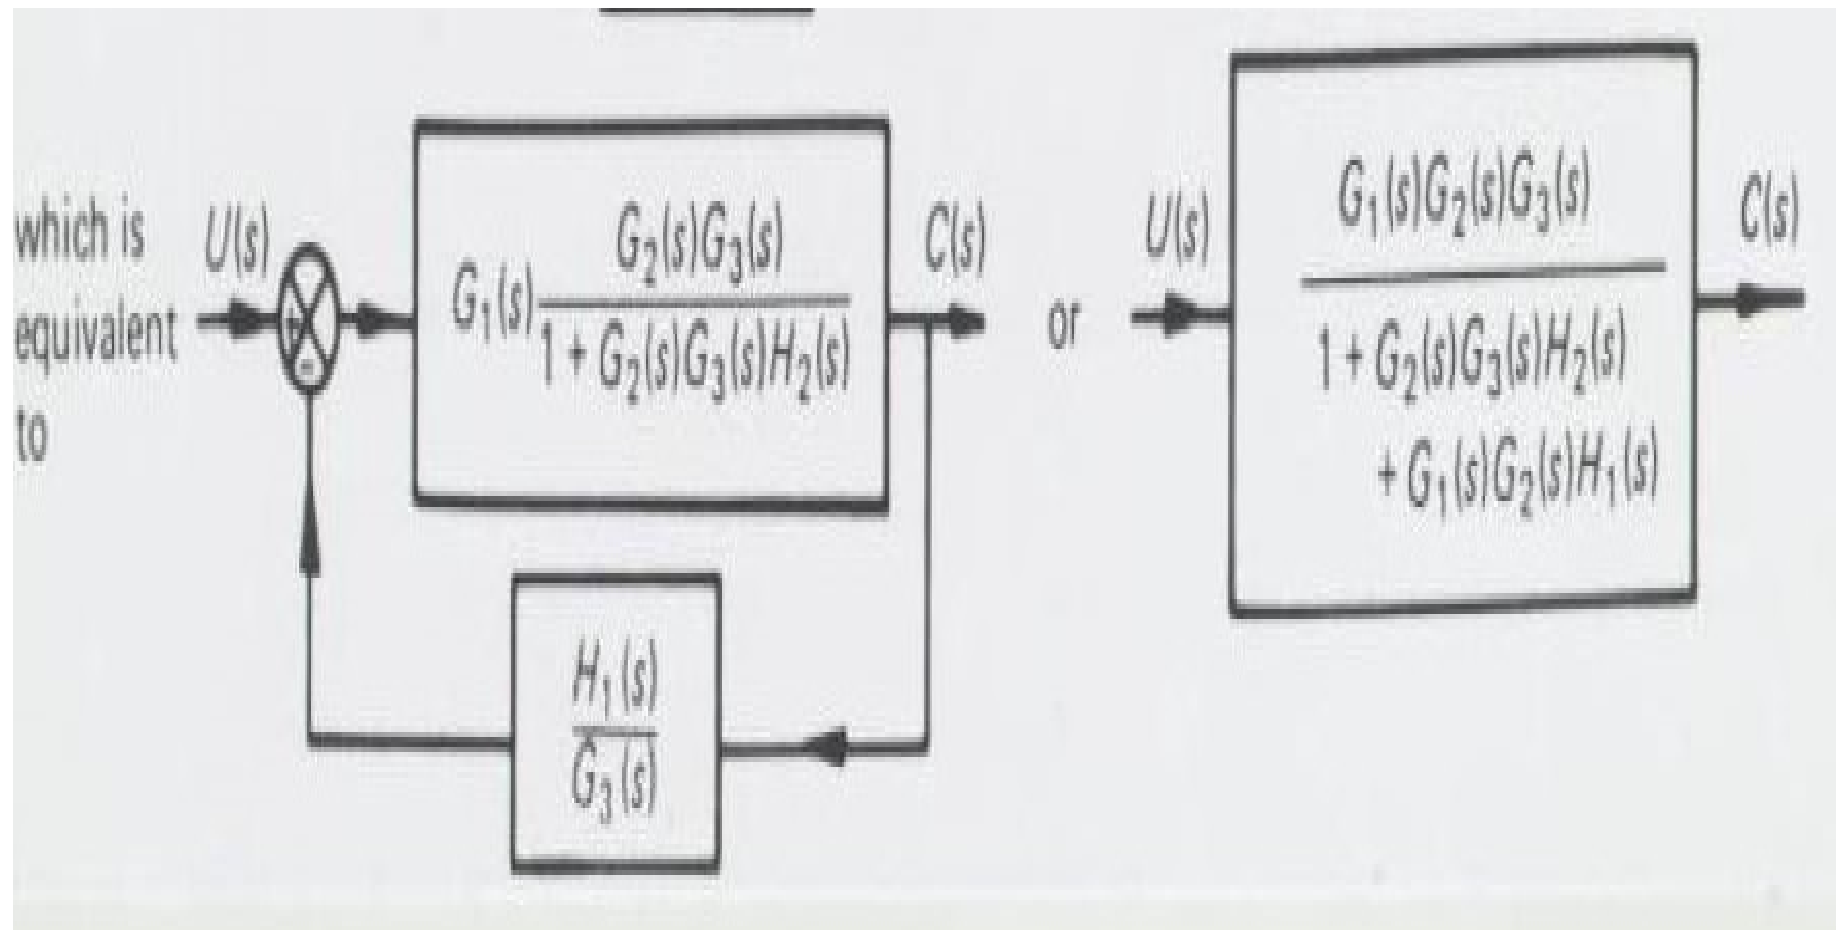 which is
equivalent
to
U(s)
+
-
G₁(s) G₂(s)G₃(s)
1 + G₂(s)G₃(s)H₂(s)
C(s)
H₁(s)
G₃(s)
or
U(s)
G₁(s)G₂(s)G₃(s)
1 + G₂(s)G₃(s)H₂(s)
+ G₁(s)G₂(s)H₁(s)
C(s)